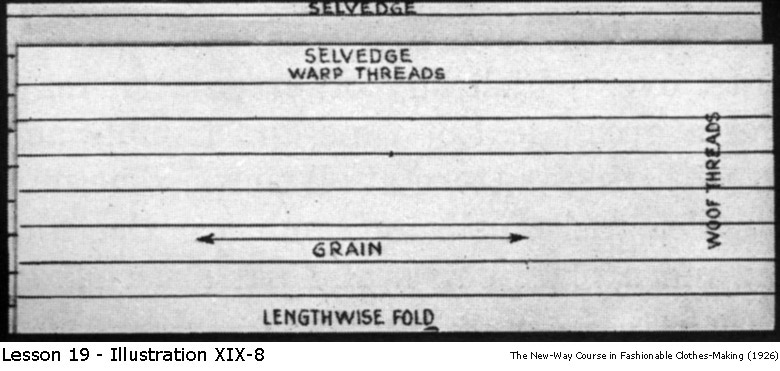 SELVEDGE
SELVEDGE
WARP THREADS
WOOF THREADS
GRAIN
LENGTHWISE FOLD
Lesson 19 - Illustration XIX-8
The New-Way Course in Fashionable Clothes-Making (1926)